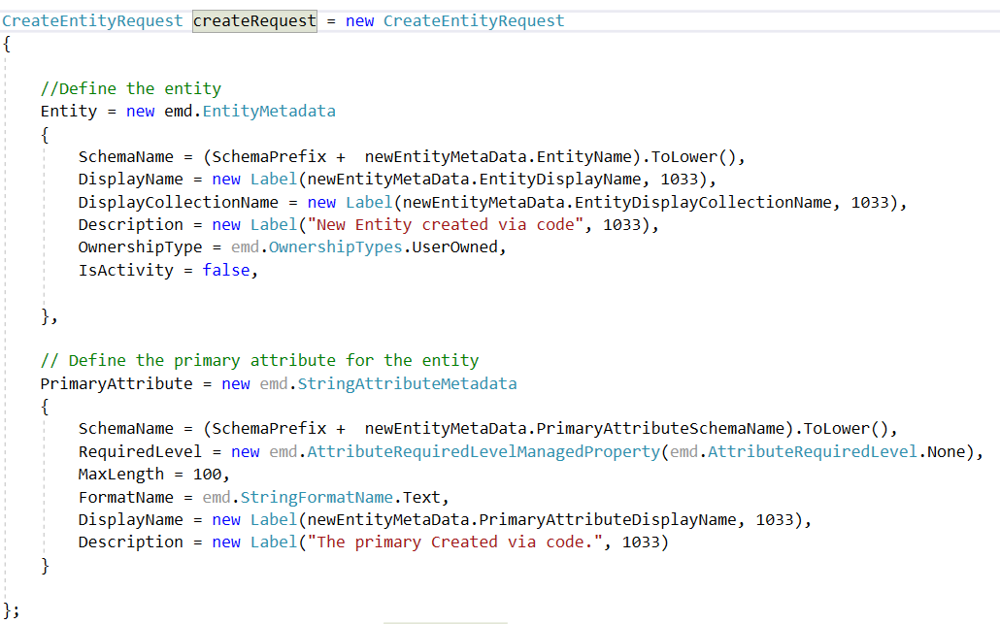 CreateEntityRequest createRequest = new CreateEntityRequest
{
//Define the entity
Entity = new emd.EntityMetadata
{
SchemaName = (SchemaPrefix +  newEntityMetaData.EntityName).ToLower(),
DisplayName = new Label(newEntityMetaData.EntityDisplayName, 1033),
DisplayCollectionName = new Label(newEntityMetaData.EntityDisplayCollectionName, 1033),
Description = new Label("New Entity created via code", 1033),
OwnershipType = emd.OwnershipTypes.UserOwned,
IsActivity = false,
},
// Define the primary attribute for the entity
PrimaryAttribute = new emd.StringAttributeMetadata
{
SchemaName = (SchemaPrefix +  newEntityMetaData.PrimaryAttributeSchemaName).ToLower(),
RequiredLevel = new emd.AttributeRequiredLevelManagedProperty(emd.AttributeRequiredLevel.None),
MaxLength = 100,
FormatName = emd.StringFormatName.Text,
DisplayName = new Label(newEntityMetaData.PrimaryAttributeDisplayName, 1033),
Description = new Label("The primary Created via code.", 1033)
}
};